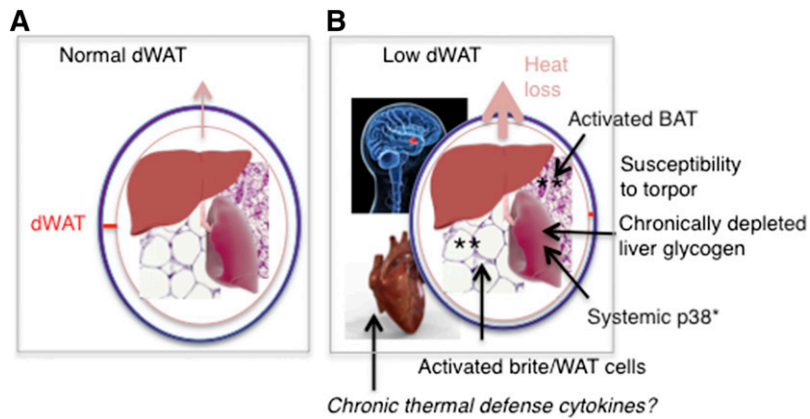 A
Normal dWAT
dWAT
B
Low dWAT
Heat
loss
Activated BAT
**
Susceptibility
to torpor
Chronically depleted
liver glycogen
**
Systemic p38*
Activated brite/WAT cells
Chronic thermal defense cytokines?